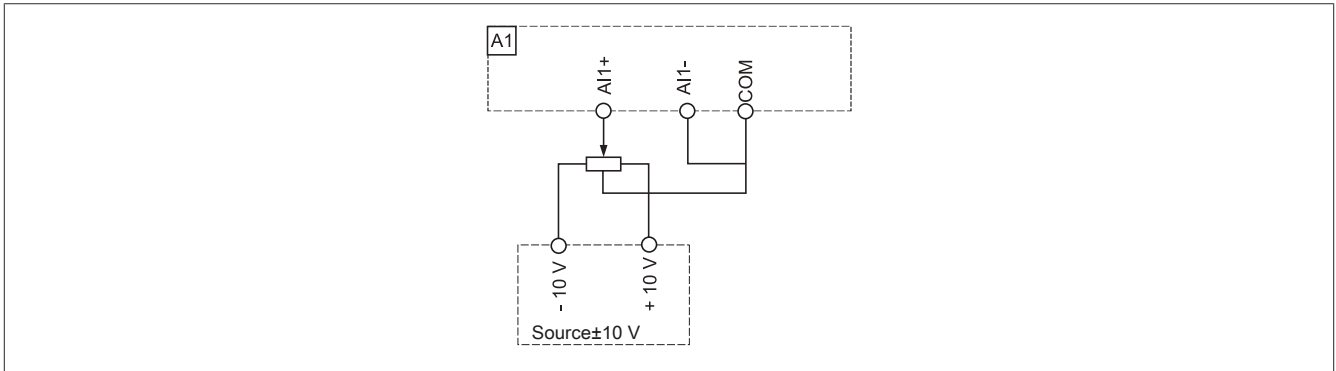 A1
AI1+
AI1-
COM
- 10 V
+ 10 V
Source±10 V